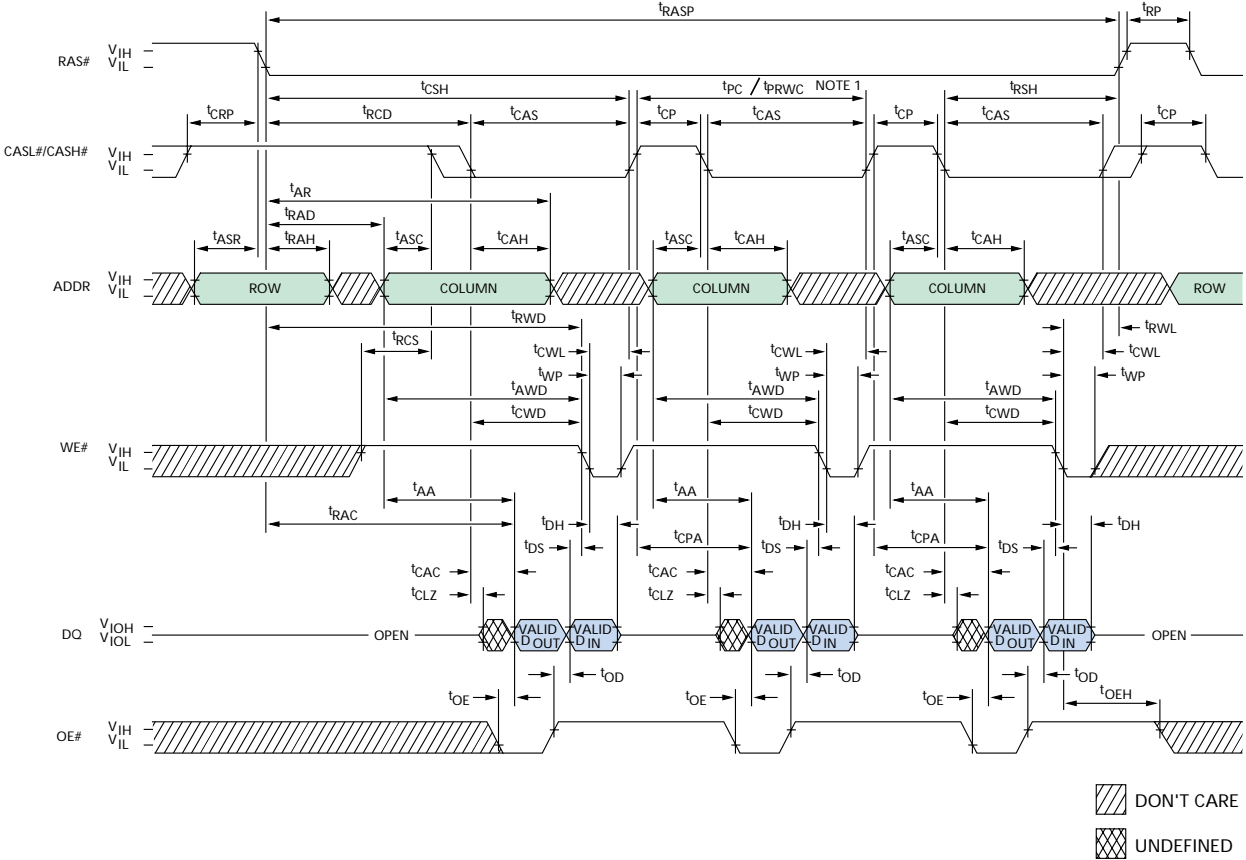 tRASP tRP
RAS# VIH
VIL
tCSH tPC / tPRWC NOTE 1 tRSH
tCRP tRCD tCAS tCP tCAS tCP tCAS tCP
CASL#/CASH# VIH
VIL
tAR
tRAD
tASR tRAH tASC tCAH tASC tCAH tASC tCAH
ADDR VIH
VIL
ROW COLUMN COLUMN COLUMN ROW
tRWD tRWL
tRCS tCWL tCWL tCWL
tWP tWP tWP
tAWD tAWD tAWD
tCWD tCWD tCWD
WE# VIH
VIL
tAA tAA tAA
tRAC tDH tDH tDH
tCPA tCPA
tDS tDS tDS
tCAC tCAC tCAC
tCLZ tCLZ tCLZ
DQ VIOH
VIOL
OPEN VALID DOUT VALID DIN VALID DOUT VALID DIN VALID DOUT VALID DIN OPEN
tOD tOD tOD
tOE tOE tOE tOEH
OE# VIH
VIL
DON'T CARE
UNDEFINED